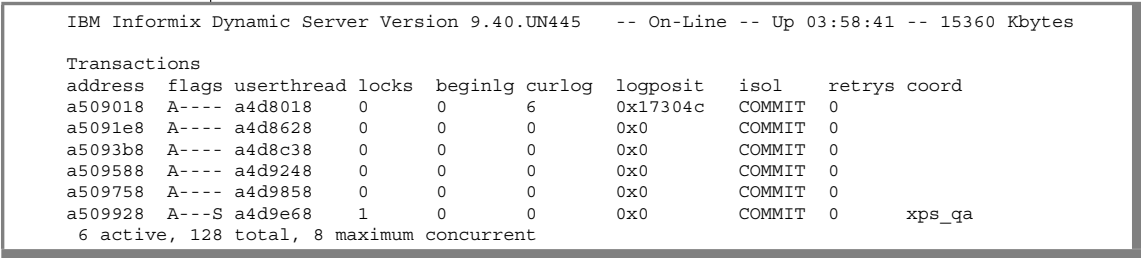 IBM Informix Dynamic Server Version 9.40.UN445   -- On-Line -- Up 03:58:41 -- 15360 Kbytes
Transactions
address  flags userthread locks  beginlg curlog  logposit  isol  retrys coord
a509018  A---- a4d8018  0  0  6  0x17304c  COMMIT  0
a5091e8  A---- a4d8628  0  0  0  0x0  COMMIT  0
a5093b8  A---- a4d8c38  0  0  0  0x0  COMMIT  0
a509588  A---- a4d9248  0  0  0  0x0  COMMIT  0
a509758  A---- a4d9858  0  0  0  0x0  COMMIT  0
a509928  A---S a4d9e68  1  0  0  0x0  COMMIT  0  xps_qa
6 active, 128 total, 8 maximum concurrent